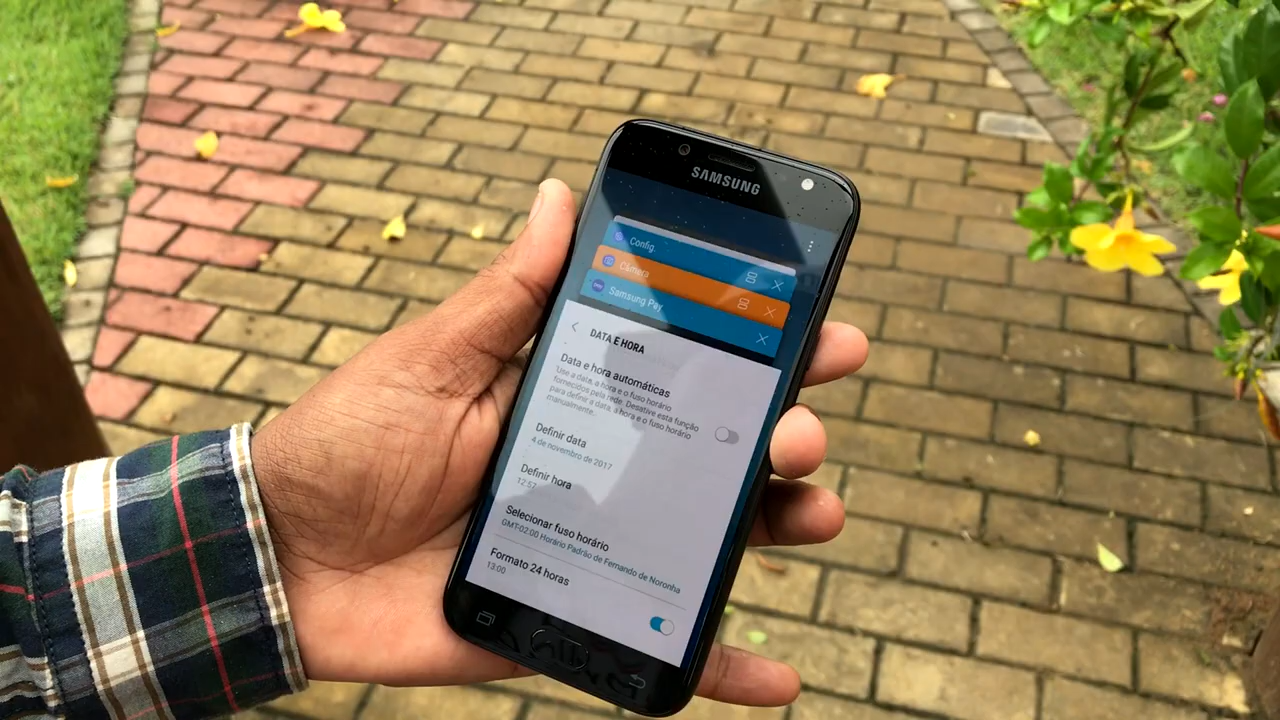 SAMSUNG
Config.
Câmera
Samsung Pay
DATA E HORA
Data e hora automáticas
Use a data, a hora e o fuso horário
fornecidos pela rede. Desative esta função
para definir a data, a hora e o fuso horário
manualmente.
Definir data
4 de novembro de 2017
Definir hora
12:57
Selecionar fuso horário
GMT-02:00 Horário Padrão de Fernando de Noronha
Formato 24 horas
13:00